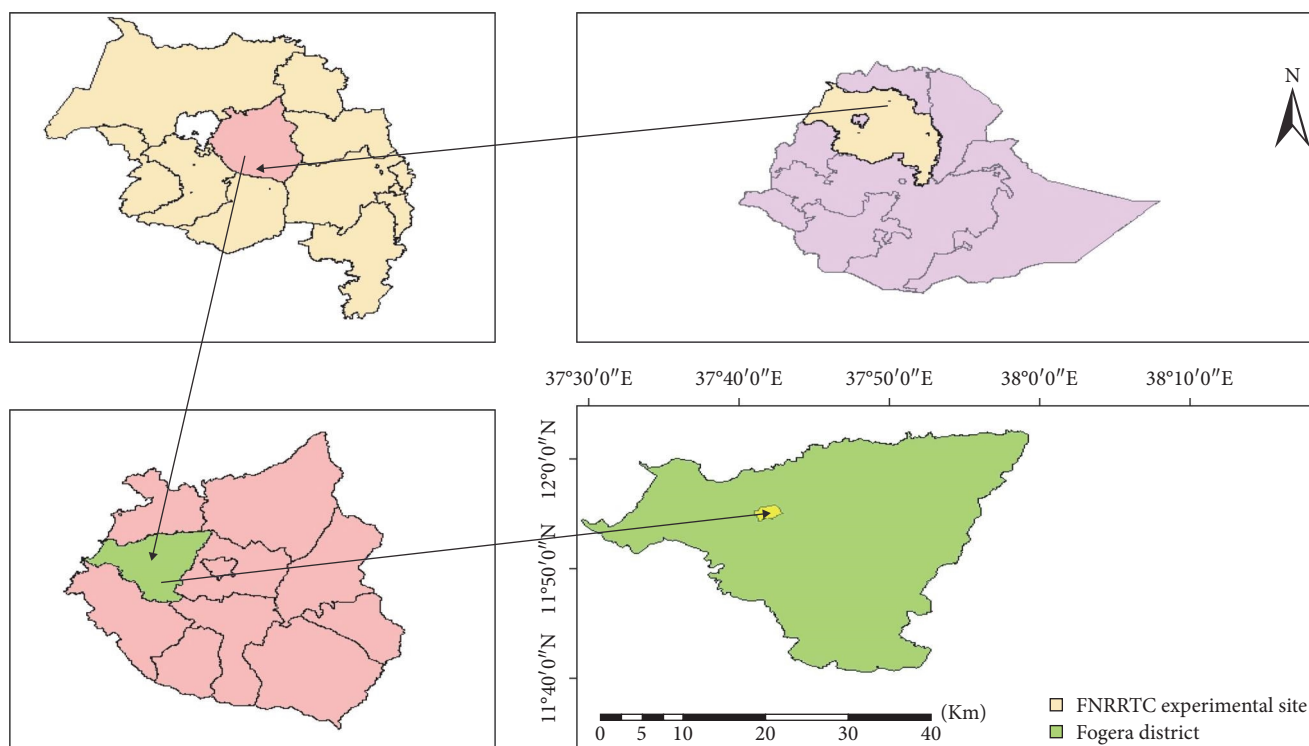 N
37°30′0″E 37°40′0″E 37°50′0″E 38°0′0″E 38°10′0″E
12°0′0″N
11°50′0″N
11°40′0″N
(Km)
0 5 10 20 30 40
FNRRTC experimental site
Fogera district